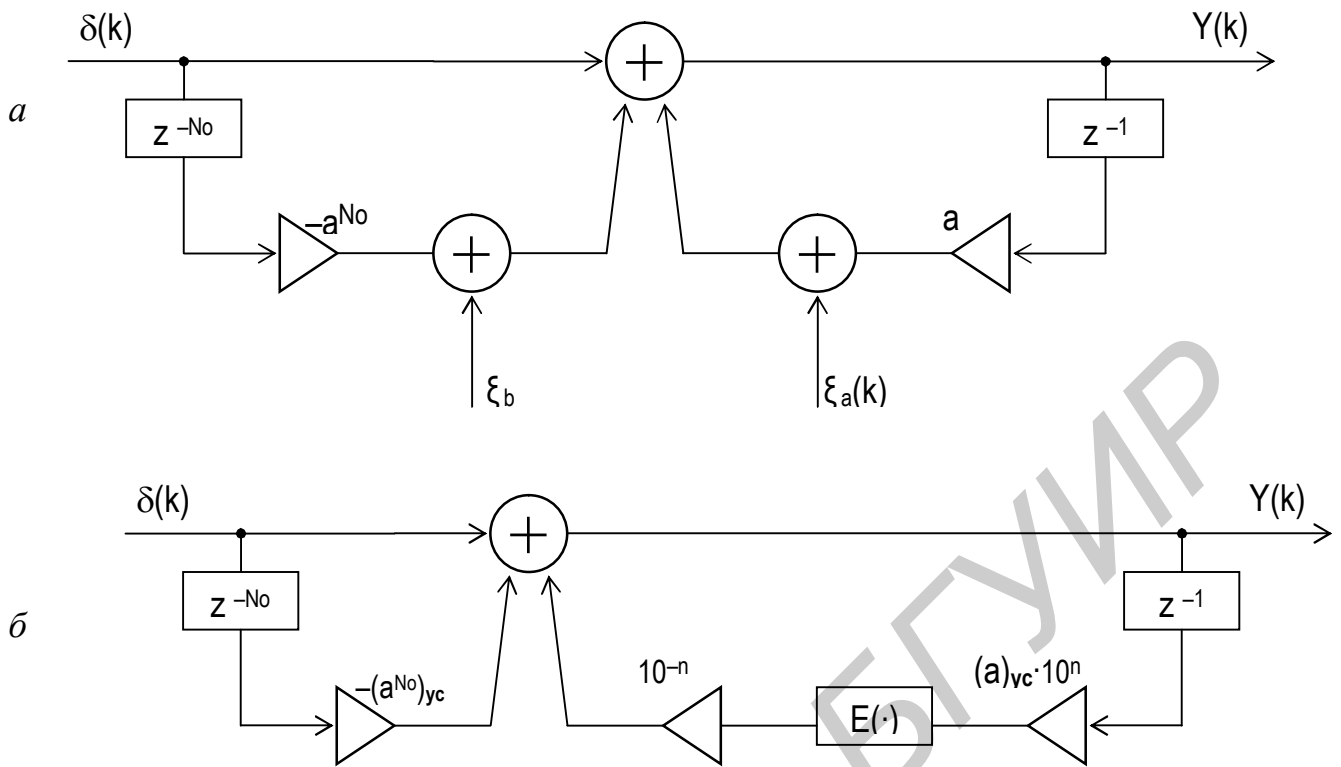 δ(k)
Y(k)
+
а
z –No
z –1
–aNo
a
+
+
ξb
ξa(k)
δ(k)
Y(k)
+
z –No
z –1
б
10–n
(a)ус·10n
–(aNo)ус
E(·)
БГУИР